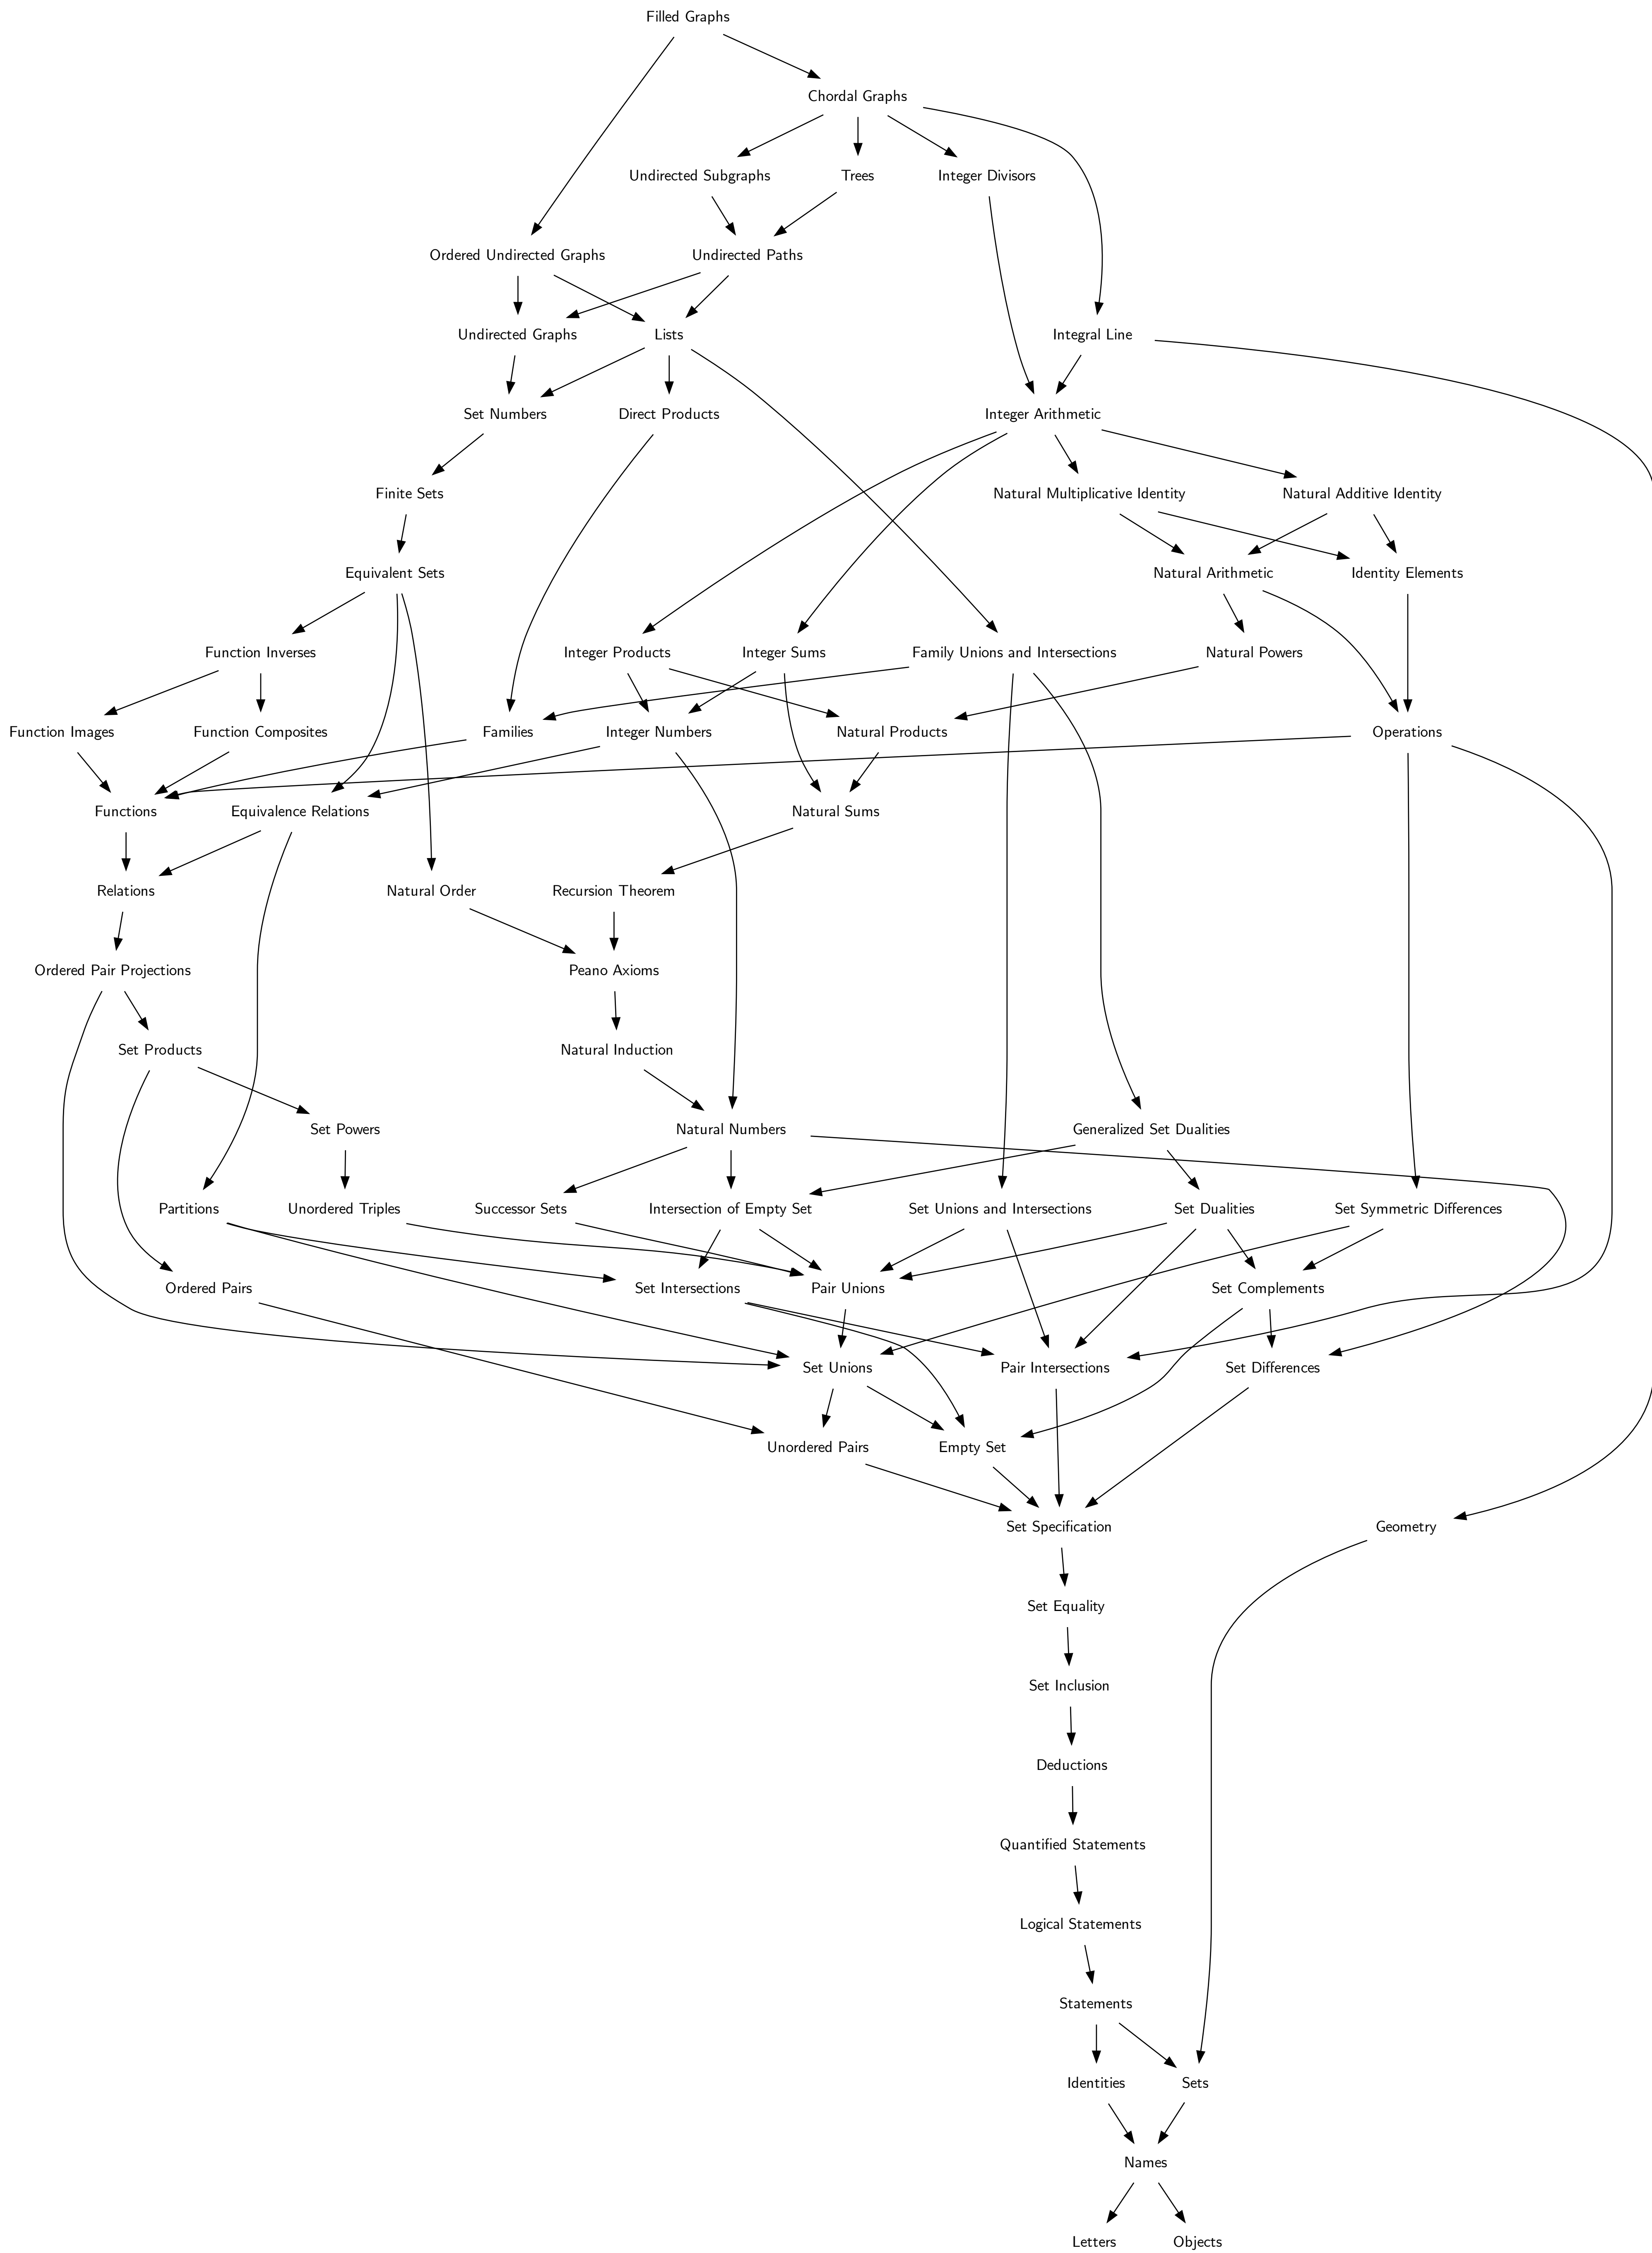 Filled Graphs
Chordal Graphs
Undirected Subgraphs
Trees
Integer Divisors
Ordered Undirected Graphs
Undirected Paths
Undirected Graphs
Lists
Integral Line
Set Numbers
Direct Products
Integer Arithmetic
Finite Sets
Natural Multiplicative Identity
Natural Additive Identity
Equivalent Sets
Natural Arithmetic
Identity Elements
Function Inverses
Integer Products
Integer Sums
Family Unions and Intersections
Natural Powers
Function Images
Function Composites
Families
Integer Numbers
Natural Products
Operations
Functions
Equivalence Relations
Natural Sums
Relations
Natural Order
Recursion Theorem
Ordered Pair Projections
Peano Axioms
Set Products
Natural Induction
Set Powers
Natural Numbers
Generalized Set Dualities
Partitions
Unordered Triples
Successor Sets
Intersection of Empty Set
Set Unions and Intersections
Set Dualities
Set Symmetric Differences
Ordered Pairs
Set Intersections
Pair Unions
Set Complements
Set Unions
Pair Intersections
Set Differences
Unordered Pairs
Empty Set
Set Specification
Geometry
Set Equality
Set Inclusion
Deductions
Quantified Statements
Logical Statements
Statements
Identities
Sets
Names
Letters
Objects